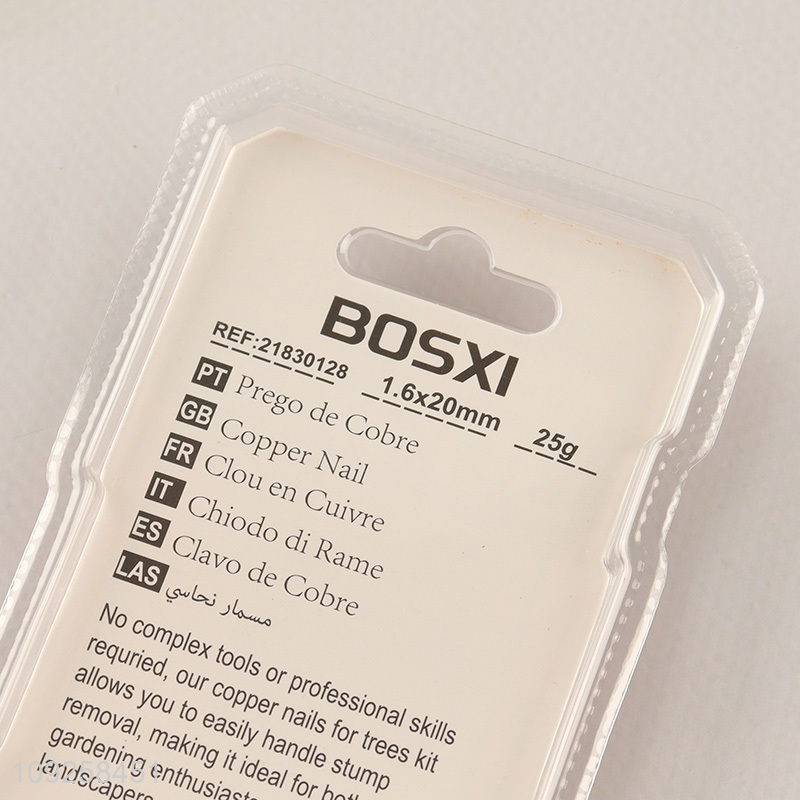 BOSXI
REF:21830128 1.6x20mm 25g
PT Prego de Cobre
GB Copper Nail
FR Clou en Cuivre
IT Chiodo di Rame
ES Clavo de Cobre
LAS مسمار نحاسي
No complex tools or professional skills
requried, our copper nails for trees kit
allows you to easily handle stump
removal, making it ideal for both
gardening enthusiasts
landscapers